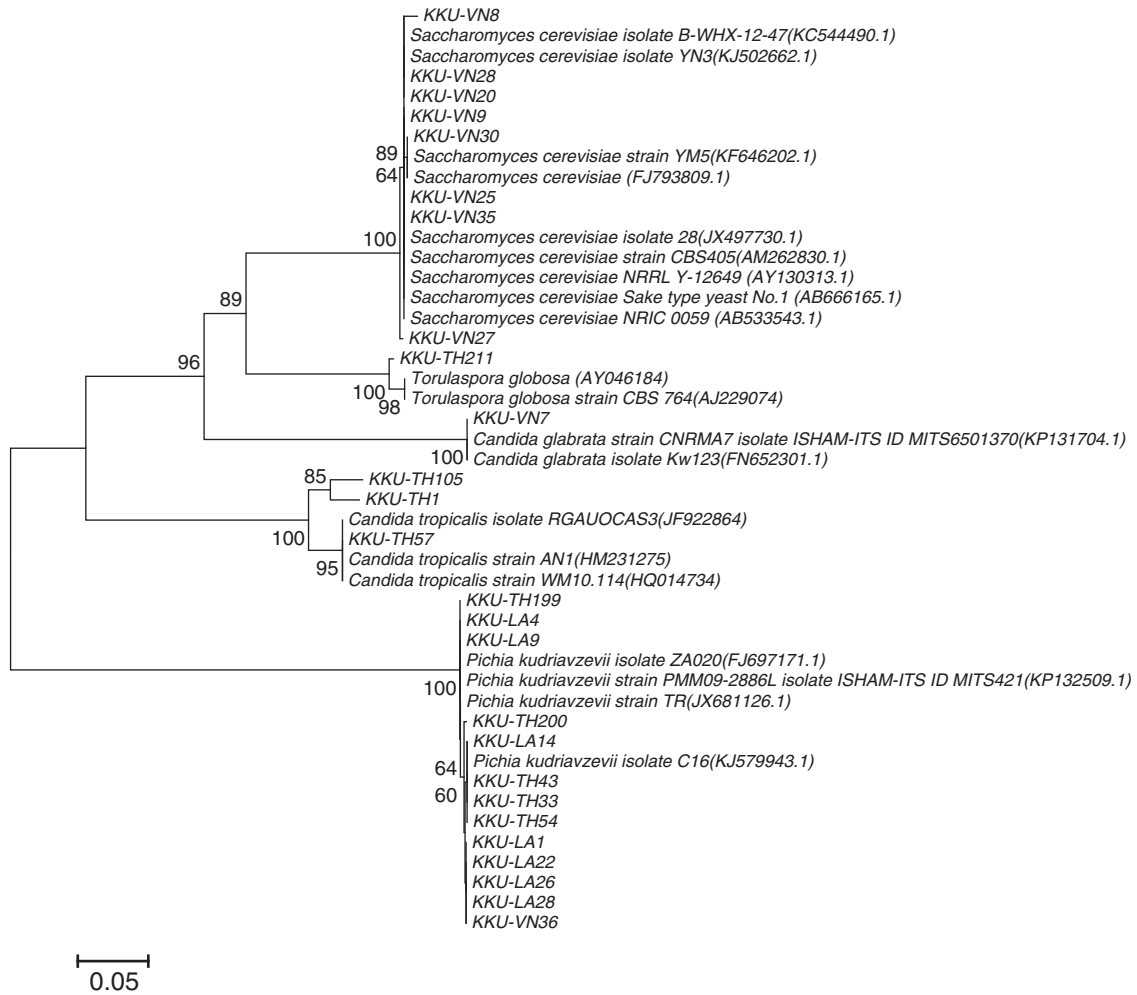 KKU-VN8
Saccharomyces cerevisiae isolate B-WHX-12-47(KC544490.1)
Saccharomyces cerevisiae isolate YN3(KJ502662.1)
KKU-VN28
KKU-VN20
KKU-VN9
KKU-VN30
89
Saccharomyces cerevisiae strain YM5(KF646202.1)
64
Saccharomyces cerevisiae (FJ793809.1)
KKU-VN25
KKU-VN35
100
Saccharomyces cerevisiae isolate 28(JX497730.1)
Saccharomyces cerevisiae strain CBS405(AM262830.1)
Saccharomyces cerevisiae NRRL Y-12649 (AY130313.1)
89
Saccharomyces cerevisiae Sake type yeast No.1 (AB666165.1)
Saccharomyces cerevisiae NRIC 0059 (AB533543.1)
KKU-VN27
96
KKU-TH211
Torulaspora globosa (AY046184)
100
Torulaspora globosa strain CBS 764(AJ229074)
98
KKU-VN7
Candida glabrata strain CNRMA7 isolate ISHAM-ITS ID MITS6501370(KP131704.1)
100
Candida glabrata isolate Kw123(FN652301.1)
85
KKU-TH105
KKU-TH1
Candida tropicalis isolate RGAUOCAS3(JF922864)
100
KKU-TH57
Candida tropicalis strain AN1(HM231275)
95
Candida tropicalis strain WM10.114(HQ014734)
KKU-TH199
KKU-LA4
KKU-LA9
Pichia kudriavzevii isolate ZA020(FJ697171.1)
Pichia kudriavzevii strain PMM09-2886L isolate ISHAM-ITS ID MITS421(KP132509.1)
100
Pichia kudriavzevii strain TR(JX681126.1)
KKU-TH200
KKU-LA14
64
Pichia kudriavzevii isolate C16(KJ579943.1)
KKU-TH43
60
KKU-TH33
KKU-TH54
KKU-LA1
KKU-LA22
KKU-LA26
KKU-LA28
KKU-VN36
0.05